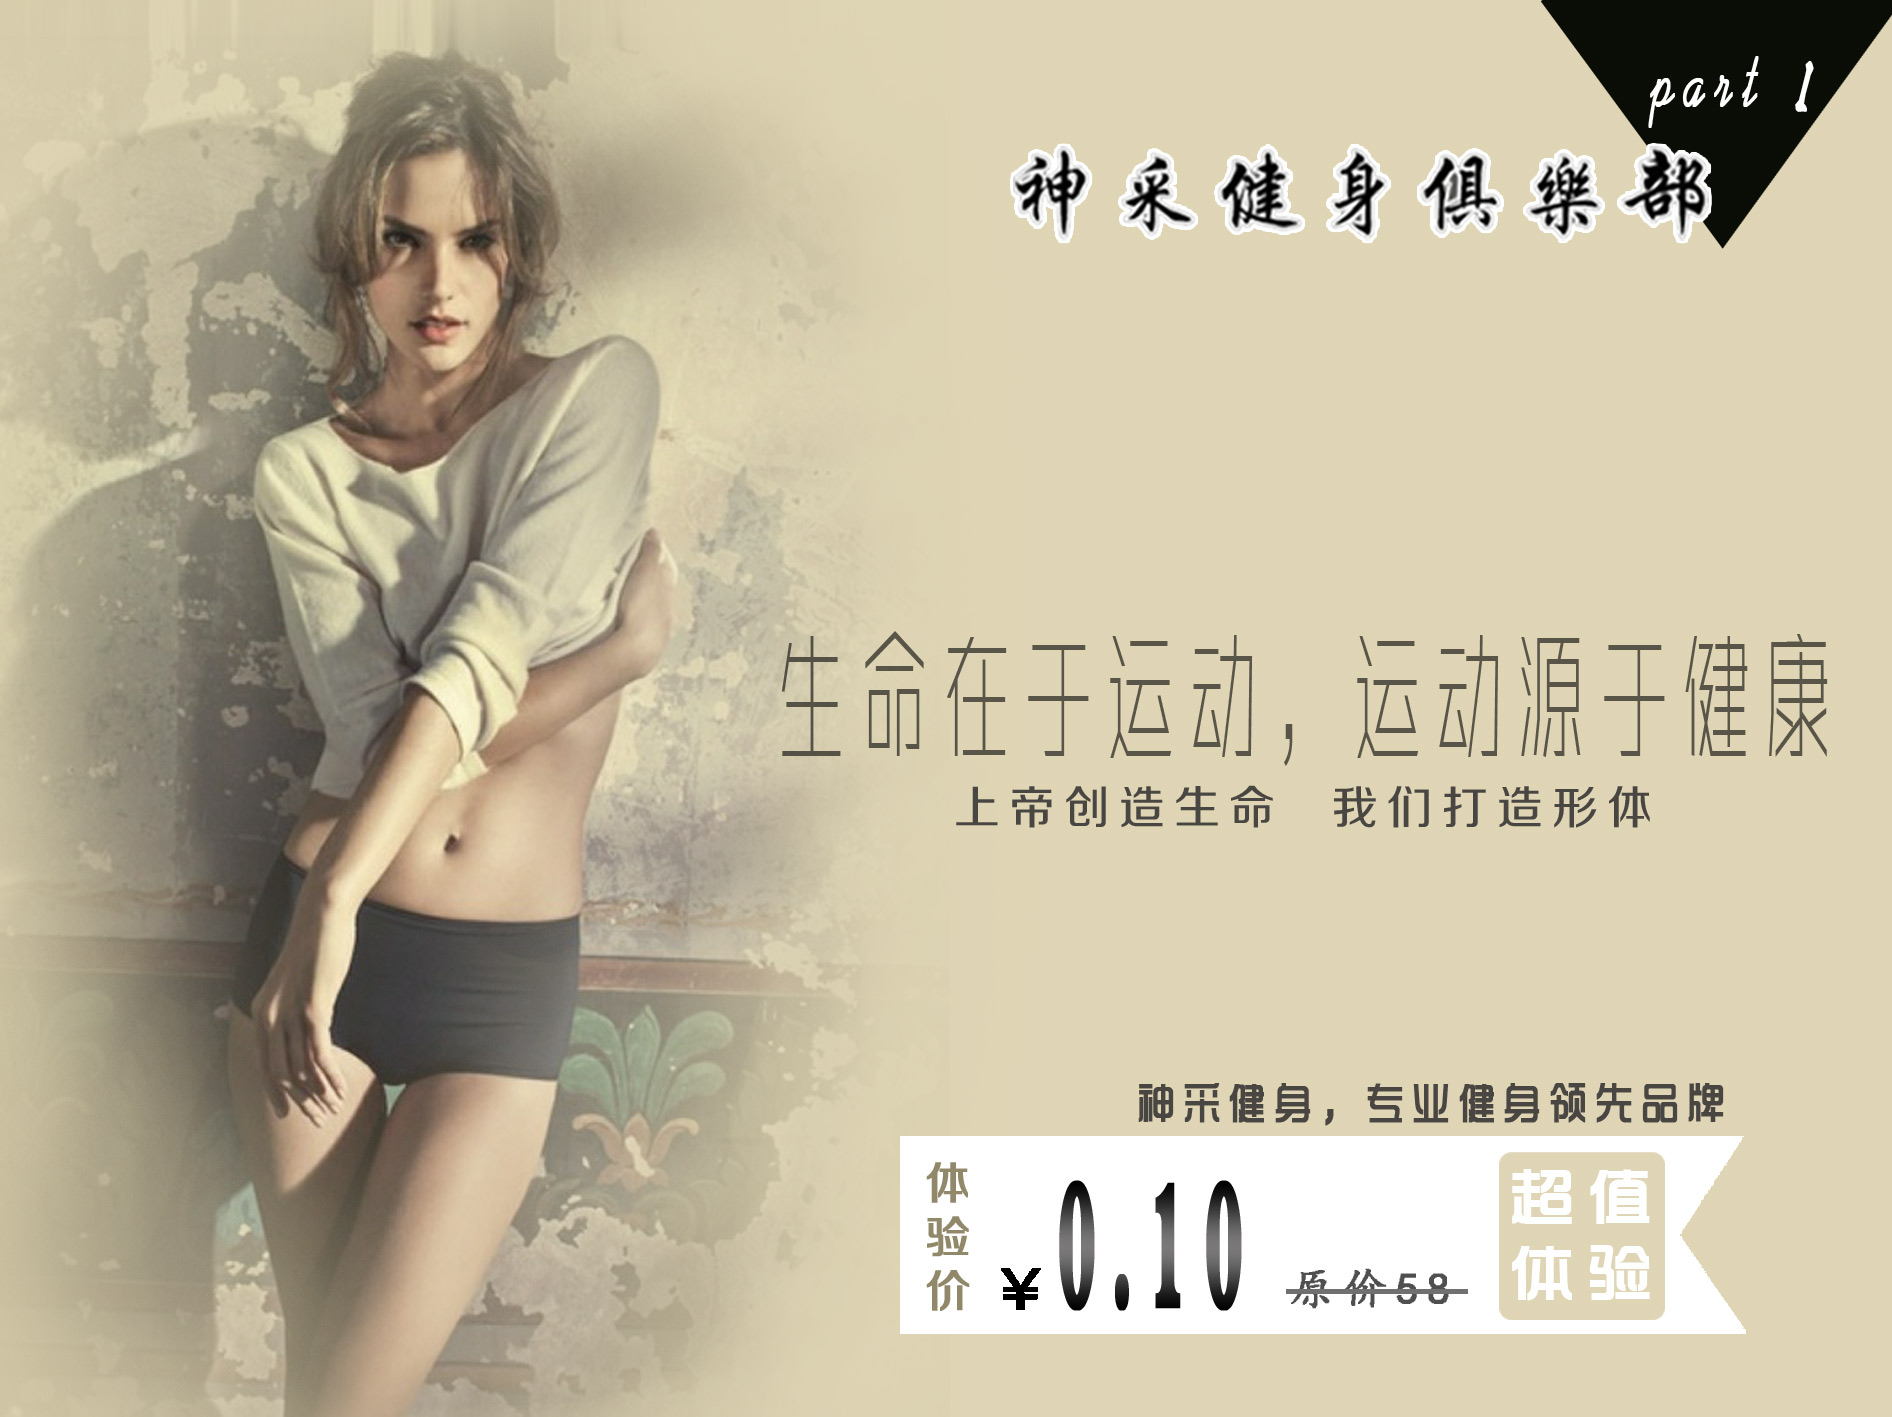 part 1
神采健身俱樂部
生命在于运动，运动源于健康
上帝创造生命 我们打造形体
神采健身，专业健身领先品牌
体验价
¥0.10
原价58
超值
体验